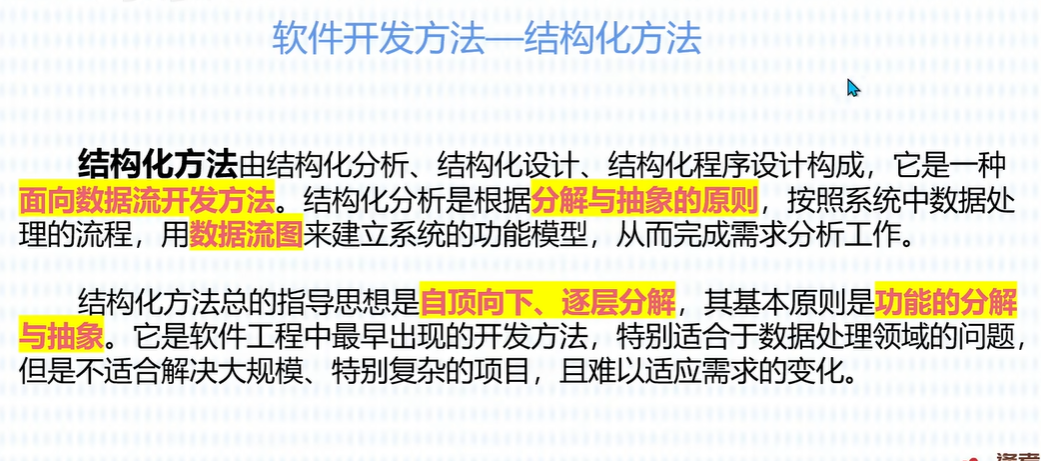 软件开发方法—结构化方法
结构化方法由结构化分析、结构化设计、结构化程序设计构成，它是一种
面向数据流开发方法。结构化分析是根据分解与抽象的原则，按照系统中数据处
理的流程，用数据流图来建立系统的功能模型，从而完成需求分析工作。
结构化方法总的指导思想是自顶向下、逐层分解，其基本原则是功能的分解
与抽象。它是软件工程中最早出现的开发方法，特别适合于数据处理领域的问题，
但是不适合解决大规模、特别复杂的项目，且难以适应需求的变化。